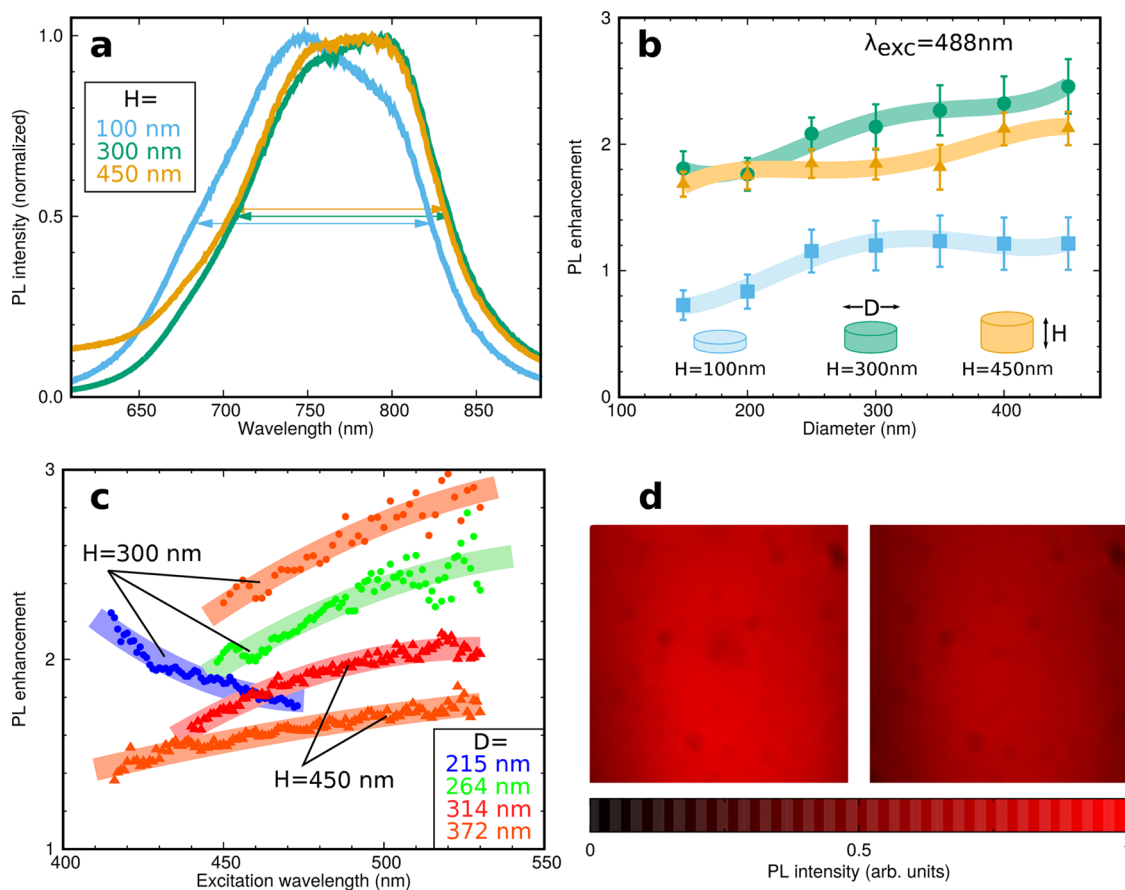 a
H=
100 nm
300 nm
450 nm
PL intensity (normalized)
1.0
0.5
0.0
650 700 750 800 850
Wavelength (nm)
b
λexc=488nm
PL enhancement
3
2
1
0
D
H
H=100nm H=300nm H=450nm
100 200 300 400
Diameter (nm)
c
H=300 nm
H=450 nm
D=
215 nm
264 nm
314 nm
372 nm
PL enhancement
3
2
1
400 450 500 550
Excitation wavelength (nm)
d
0 0.5
PL intensity (arb. units)